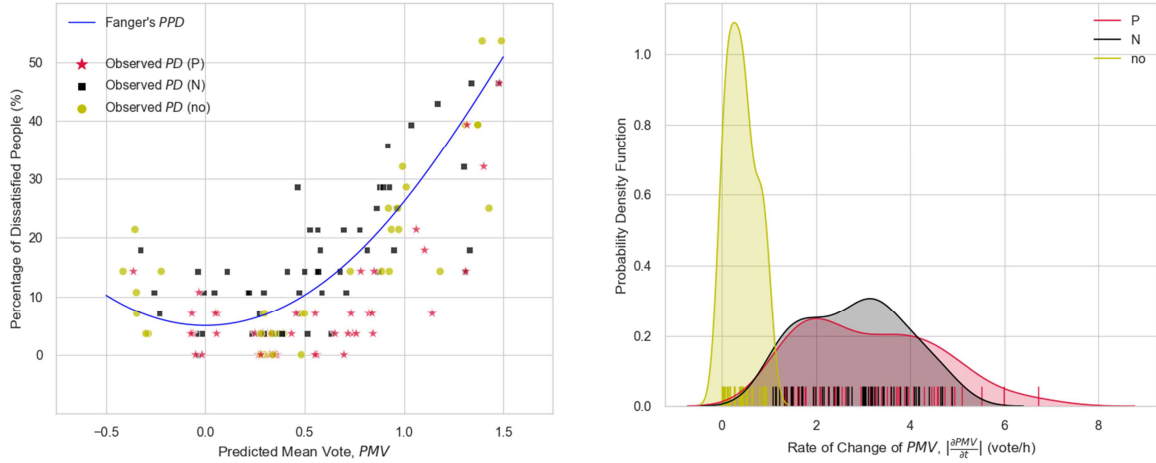 Fanger's PPD
Observed PD (P)
Observed PD (N)
Observed PD (no)
Percentage of Dissatisfied People (%)
50
40
30
20
10
0
−0.5
0.0
0.5
1.0
1.5
Predicted Mean Vote, PMV
P
N
no
Probability Density Function
1.0
0.8
0.6
0.4
0.2
0.0
0
2
4
6
8
Rate of Change of PMV, |∂PMV/∂t| (vote/h)